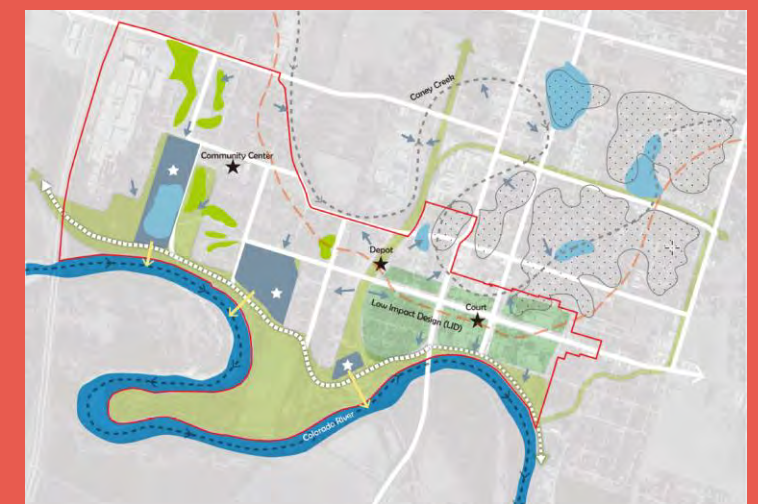 Caney Creek
Community Center
Depot
Low Impact Design (LID)
Court
Colorado River